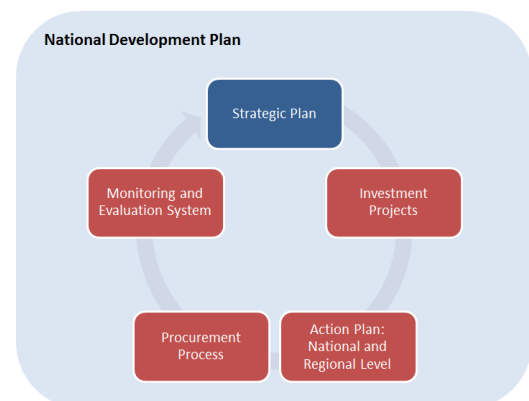 National Development Plan
Strategic Plan
Investment
Projects
Action Plan:
National and
Regional Level
Procurement
Process
Monitoring and
Evaluation System